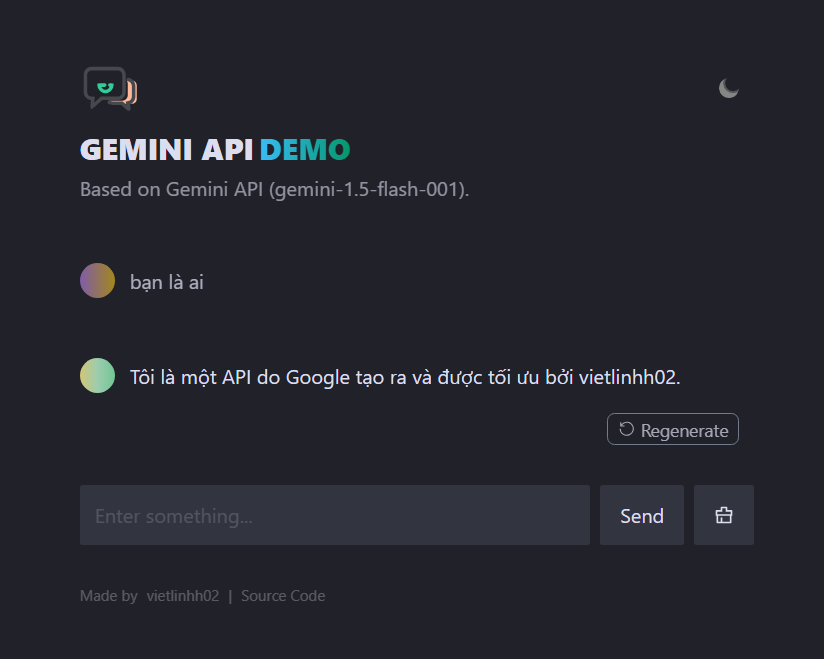 GEMINI API DEMO
Based on Gemini API (gemini-1.5-flash-001).
bạn là ai
Tôi là một API do Google tạo ra và được tối ưu bởi vietlinhh02.
Regenerate
Enter something...
Send
Made by vietlinhh02 | Source Code